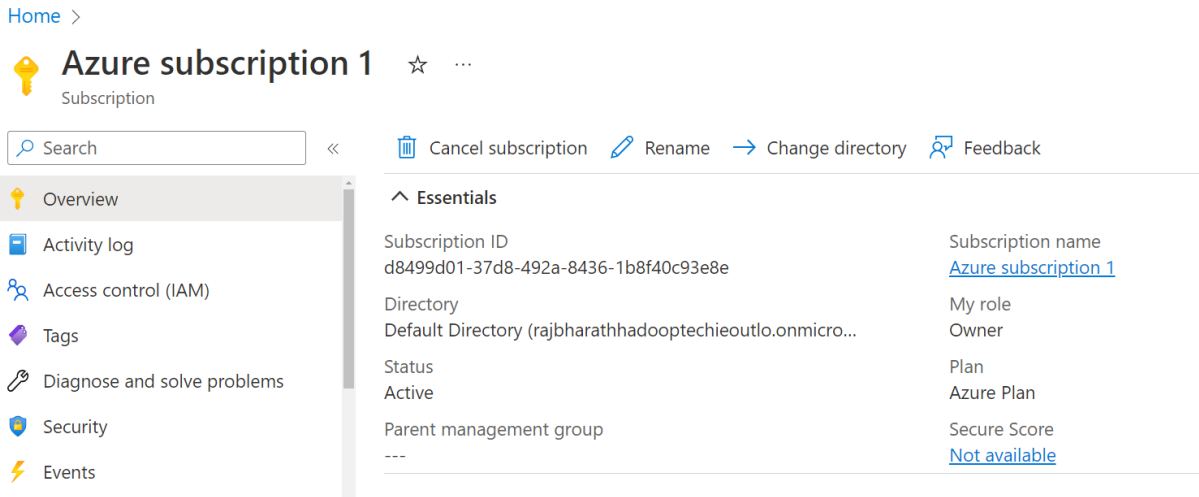 Home >
Azure subscription 1 ☆ ...
Subscription
Search «
Cancel subscription Rename Change directory Feedback
Overview
Activity log
Access control (IAM)
Tags
Diagnose and solve problems
Security
Events
Essentials
Subscription ID
d8499d01-37d8-492a-8436-1b8f40c93e8e
Directory
Default Directory (rajbharathhadooptechieoutlo.onmicro...
Status
Active
Parent management group
---
Subscription name
Azure subscription 1
My role
Owner
Plan
Azure Plan
Secure Score
Not available